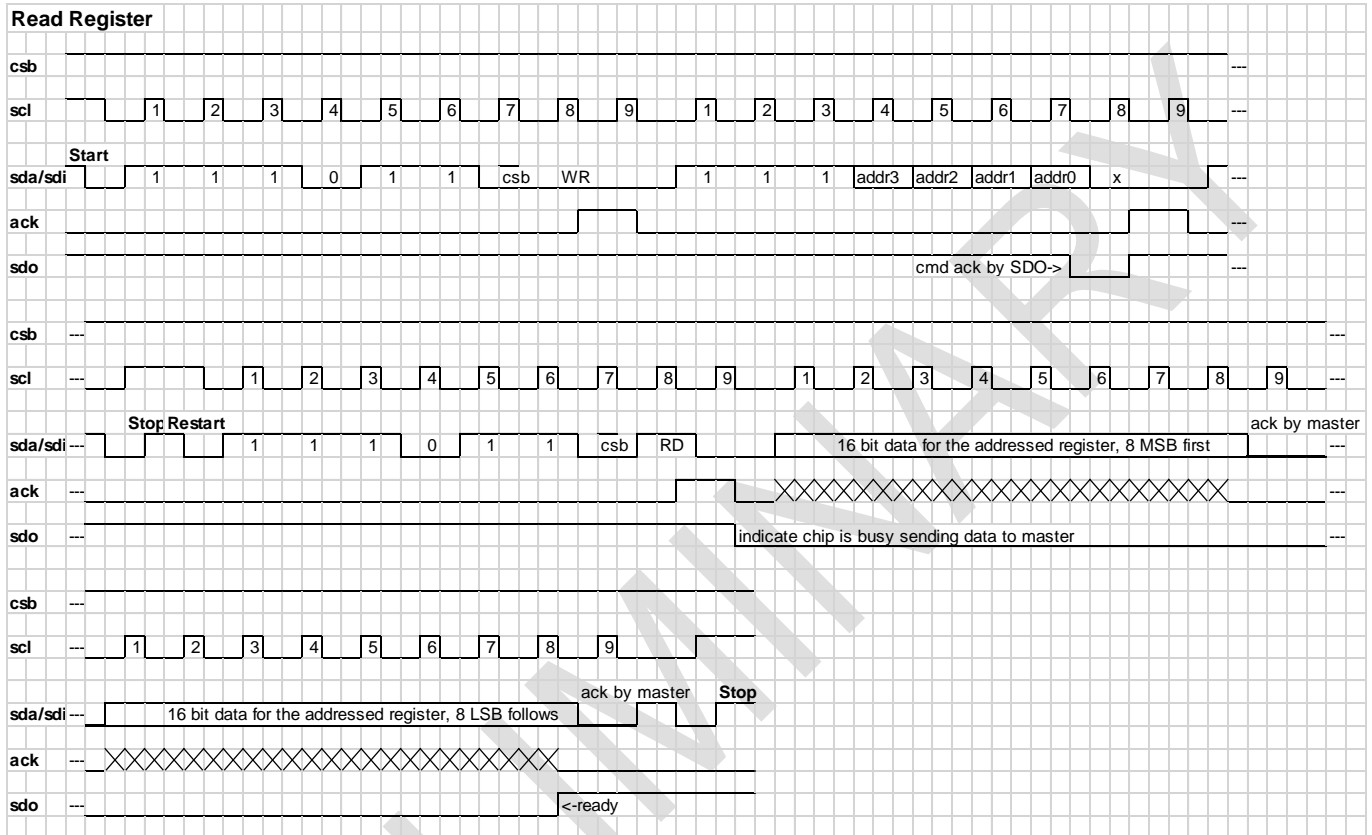 Read Register
csb ---
scl 1 2 3 4 5 6 7 8 9 1 2 3 4 5 6 7 8 9 ---
Start
sda/sdi 1 1 1 0 1 1 csb WR 1 1 1 addr3 addr2 addr1 addr0 x ---
ack ---
sdo cmd ack by SDO-> ---
csb --- ---
scl --- 1 2 3 4 5 6 7 8 9 1 2 3 4 5 6 7 8 9 ---
Stop Restart ack by master
sda/sdi --- 1 1 1 0 1 1 csb RD 16 bit data for the addressed register, 8 MSB first ---
ack --- ---
sdo --- indicate chip is busy sending data to master ---
csb ---
scl --- 1 2 3 4 5 6 7 8 9
ack by master Stop
sda/sdi --- 16 bit data for the addressed register, 8 LSB follows
ack ---
sdo --- <-ready
LIMINARY